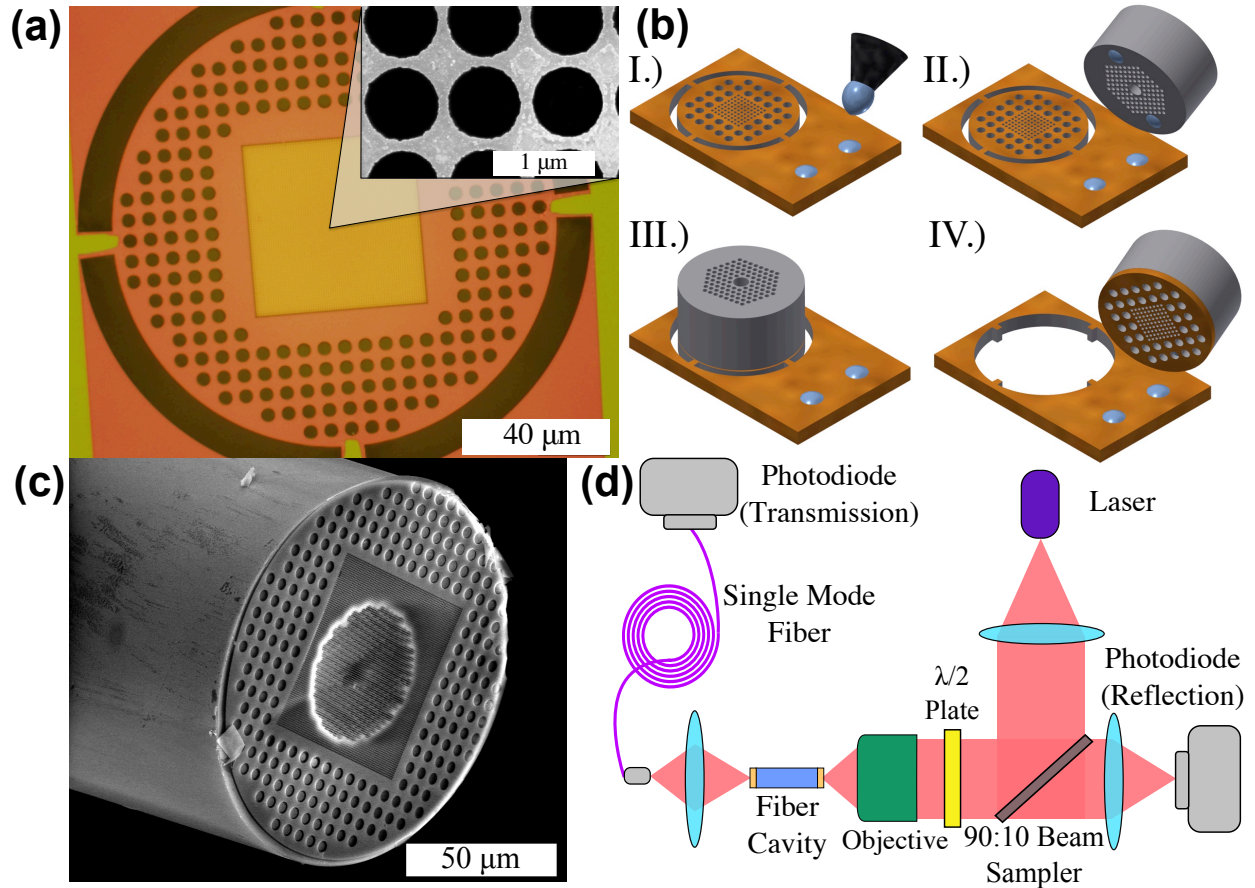 (a)
1 μm
40 μm
(b)
I.)
II.)
III.)
IV.)
(c)
50 μm
(d)
Photodiode
(Transmission)
Laser
Single Mode
Fiber
Photodiode
(Reflection)
λ/2
Plate
Fiber
Cavity
Objective
90:10 Beam
Sampler